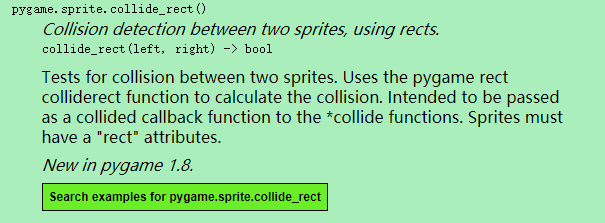 pygame.sprite.collide_rect()
Collision detection between two sprites, using rects.
collide_rect(left, right) -> bool
Tests for collision between two sprites. Uses the pygame rect
colliderect function to calculate the collision. Intended to be passed
as a collided callback function to the *collide functions. Sprites must
have a "rect" attributes.
New in pygame 1.8.
Search examples for pygame.sprite.collide_rect